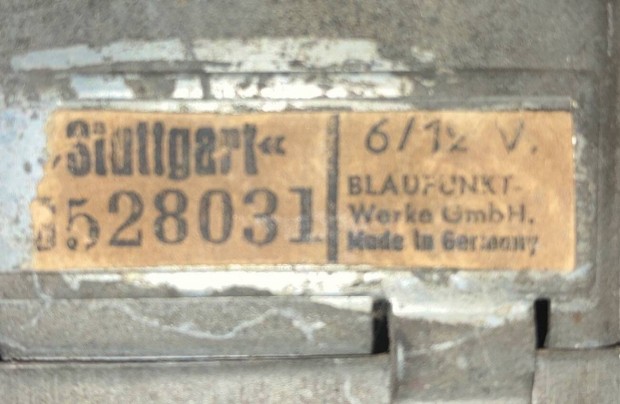 »Stuttgart«
528031
6/12 V.
BLAUPUNKT-
Werke GmbH.
Made in Germany